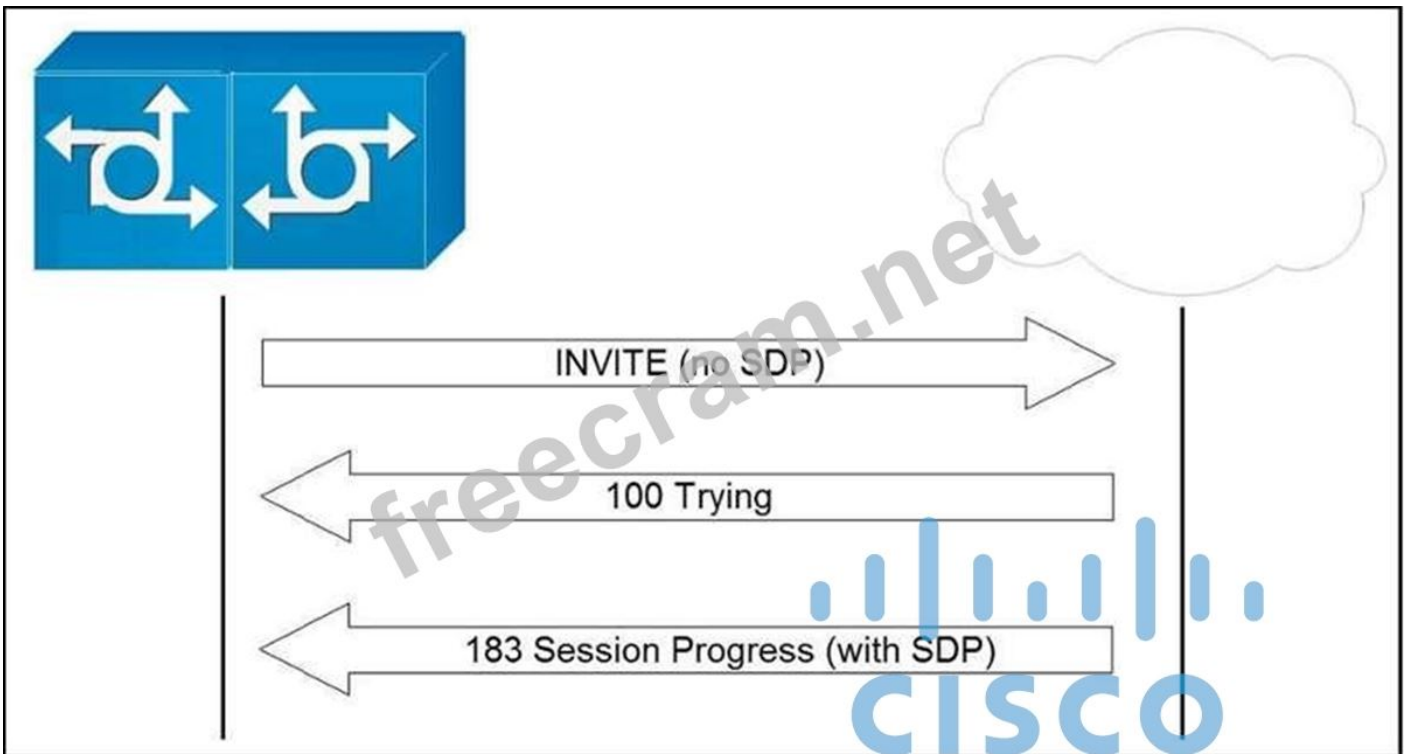 INVITE (no SDP)
100 Trying
183 Session Progress (with SDP)
freecram.net
CISCO